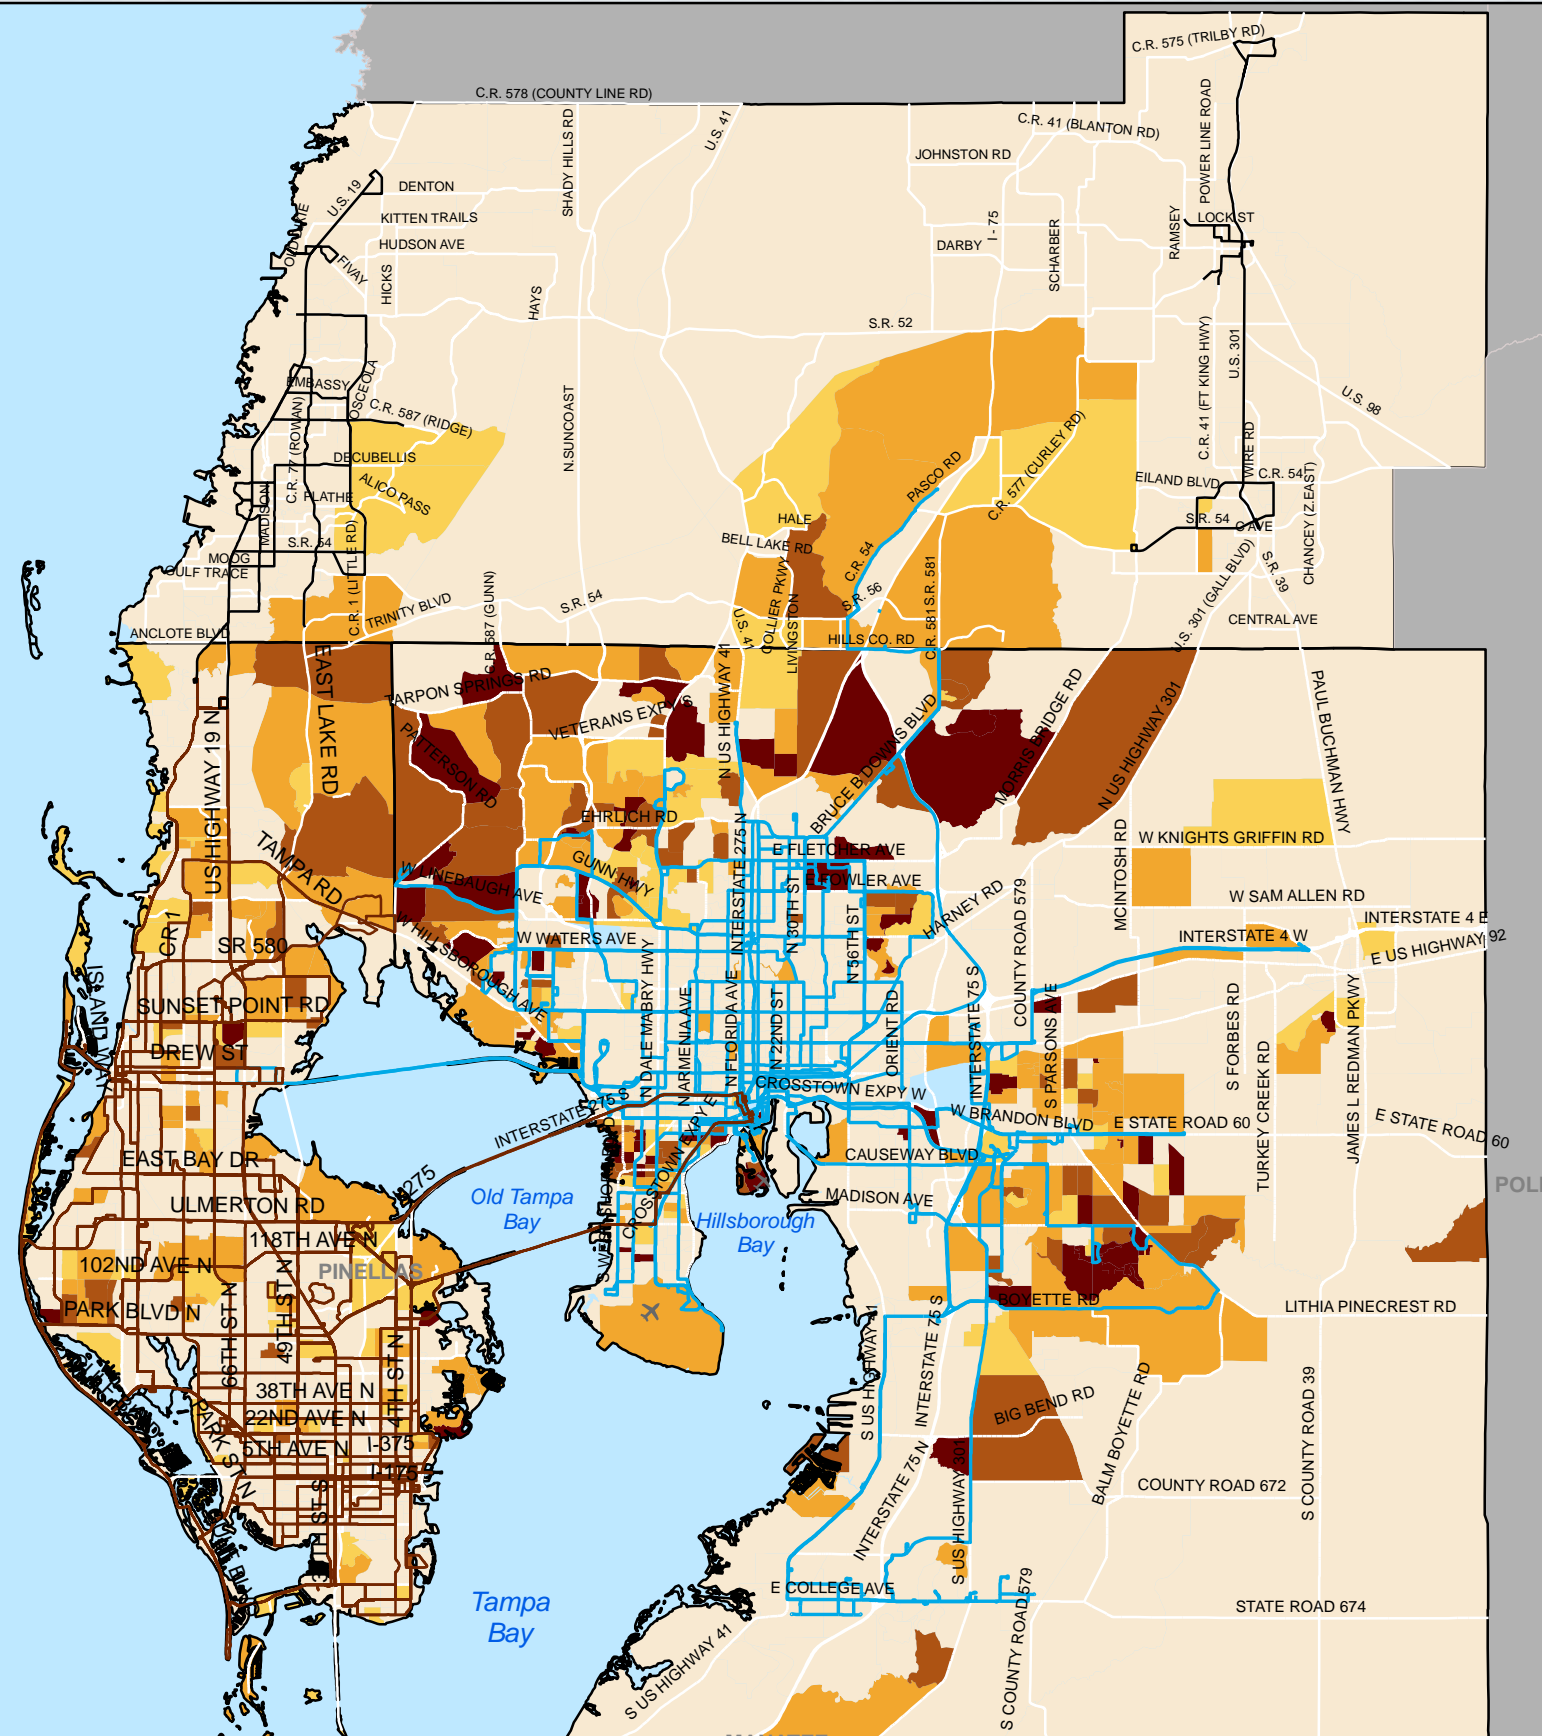 C.R. 575 (TRILBY RD)
C.R. 578 (COUNTY LINE RD)
U.S. 41
SHADY HILLS RD
C.R. 41 (BLANTON RD)
POWER LINE ROAD
JOHNSTON RD
DENTON
U.S. 19
KITTEN TRAILS
HUDSON AVE
FIVAY
HICKS
HAYS
DARBY
I - 75
SCHARBER
RAMSEY
LOCK ST
S.R. 52
U.S. 301
C.R. 41 (FT KING HWY)
U.S. 98
EMBASSY
OSCEOLA
C.R. 587 (RIDGE)
C.R. 77 (ROWAN)
N.SUNCOAST
DECUBELLIS
ALICO PASS
PLATHE
MADISON
PASCO RD
C.R. 577 (CURLEY RD)
EILAND BLVD
WIRE RD
C.R. 54
CHANCEY (Z.EAST)
HALE
BELL LAKE RD
S.R. 54
C AVE
S.R. 54
MOOG
GULF TRACE
C.R. 1 (LITTLE RD)
C.R. 54
S.R. 56
C.R. 581
S.R. 581
S.R. 39
U.S. 301 (GALL BLVD)
CENTRAL AVE
TRINITY BLVD
C.R. 587 (GUNN)
S.R. 54
U.S. 41
COLLIER PKWY
LIVINGSTON
HILLS CO. RD
ANCLOTE BLVD
EAST LAKE RD
TARPON SPRINGS RD
VETERANS EXPY S
PATTERSON RD
N US HIGHWAY 41
BRUCE B DOWNS BLVD
MORRIS BRIDGE RD
N US HIGHWAY 301
PAUL BUCHMAN HWY
US HIGHWAY 19 N
TAMPA RD
EHRLICH RD
W KNIGHTS GRIFFIN RD
MCINTOSH RD
E FLETCHER AVE
GUNN HWY
W LINEBAUGH AVE
E FOWLER AVE
INTERSTATE 275 N
N 30TH ST
N 56TH ST
HARNEY RD
COUNTY ROAD 579
W SAM ALLEN RD
INTERSTATE 4 E
INTERSTATE 4 W
E US HIGHWAY 92
CR 1
SR 580
W HILLSBOROUGH AVE
W WATERS AVE
SUNSET POINT RD
ISLAND WAY
DREW ST
N DALE MABRY HWY
N ARMENIA AVE
N FLORIDA AVE
N 22ND ST
ORIENT RD
INTERSTATE 75 S
S PARSONS AVE
S FORBES RD
TURKEY CREEK RD
JAMES L REDMAN PKWY
INTERSTATE 275 S
CROSSTOWN EXPY E
CROSSTOWN EXPY W
W BRANDON BLVD
E STATE ROAD 60
E STATE ROAD 60
EAST BAY DR
CAUSEWAY BLVD
ULMERTON RD
I-275
Old Tampa
Bay
MADISON AVE
POLK
Hillsborough
Bay
118TH AVE N
102ND AVE N
PINELLAS
PARK BLVD N
66TH ST N
49TH ST N
4TH ST N
BOYETTE RD
LITHIA PINECREST RD
S US HIGHWAY 41
INTERSTATE 75 S
38TH AVE N
22ND AVE N
BIG BEND RD
5TH AVE N
I-375
I-175
PARK ST N
INTERSTATE 75 N
S US HIGHWAY 301
BALM BOYETTE RD
COUNTY ROAD 672
S COUNTY ROAD 39
E COLLEGE AVE
Tampa
Bay
S COUNTY ROAD 579
STATE ROAD 674
S US HIGHWAY 41